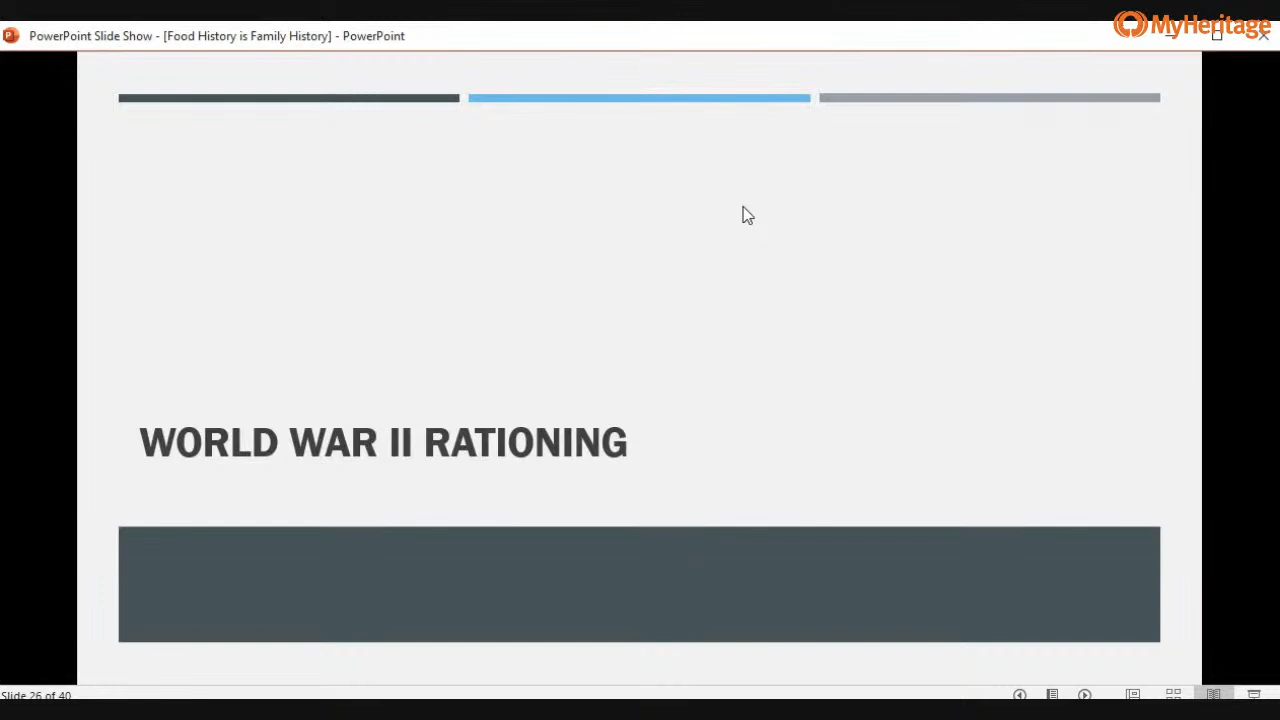 MyHeritage
PowerPoint Slide Show - [Food History is Family History] - PowerPoint
WORLD WAR II RATIONING
Slide 26 of 40